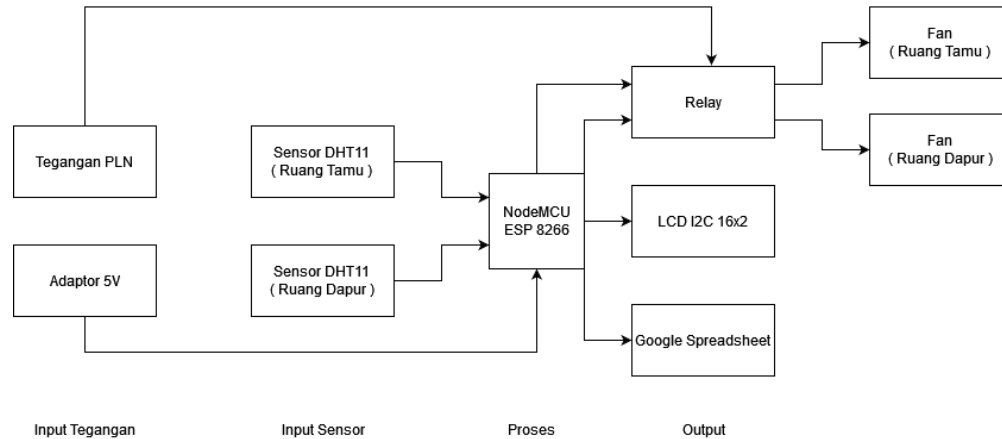 Tegangan PLN
Adaptor 5V
Sensor DHT11
( Ruang Tamu )
Sensor DHT11
( Ruang Dapur )
NodeMCU
ESP 8266
Relay
LCD I2C 16x2
Google Spreadsheet
Fan
( Ruang Tamu )
Fan
( Ruang Dapur )
Input Tegangan
Input Sensor
Proses
Output